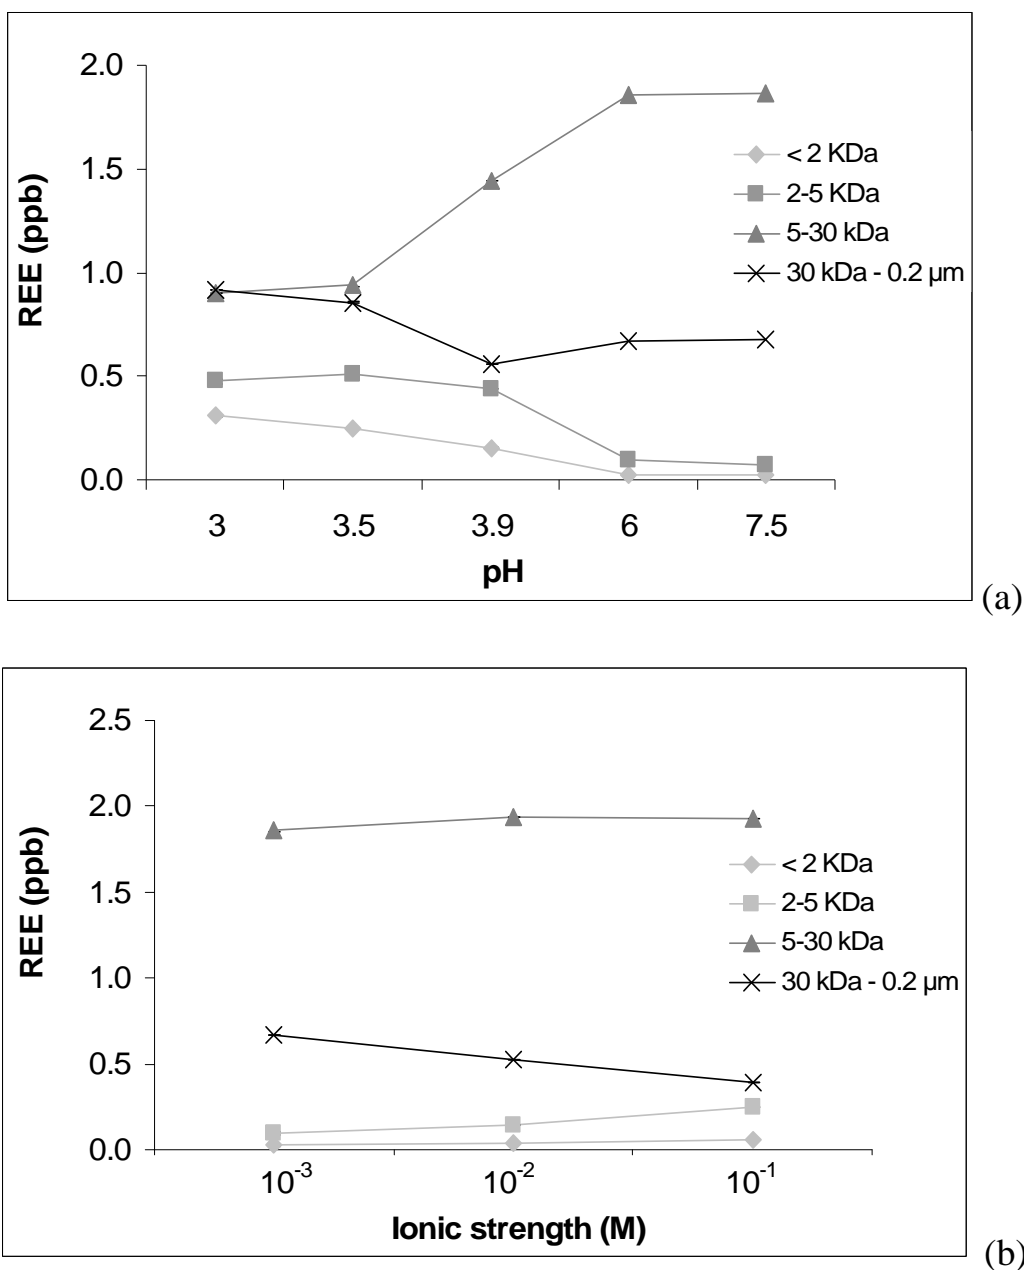 2.0
1.5
1.0
0.5
0.0
REE (ppb)
3 3.5 3.9 6 7.5
pH
< 2 KDa
2-5 KDa
5-30 kDa
30 kDa - 0.2 µm
(a)
2.5
2.0
1.5
1.0
0.5
0.0
REE (ppb)
10⁻³ 10⁻² 10⁻¹
Ionic strength (M)
< 2 KDa
2-5 KDa
5-30 kDa
30 kDa - 0.2 µm
(b)